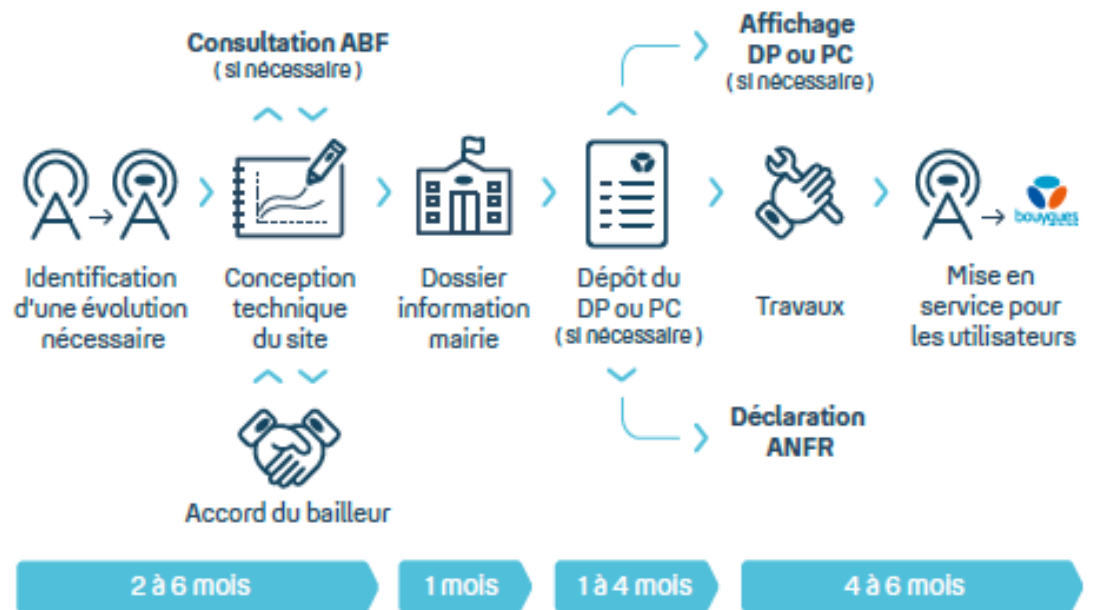 Consultation ABF
( si nécessaire )
Affichage
DP ou PC
( si nécessaire )
bouygues
Identification
d'une évolution
nécessaire
Conception
technique
du site
Dossier
information
mairie
Dépôt du
DP ou PC
( si nécessaire )
Travaux
Mise en
service pour
les utilisateurs
Accord du bailleur
Déclaration
ANFR
2 à 6 mois
1 mois
1 à 4 mois
4 à 6 mois